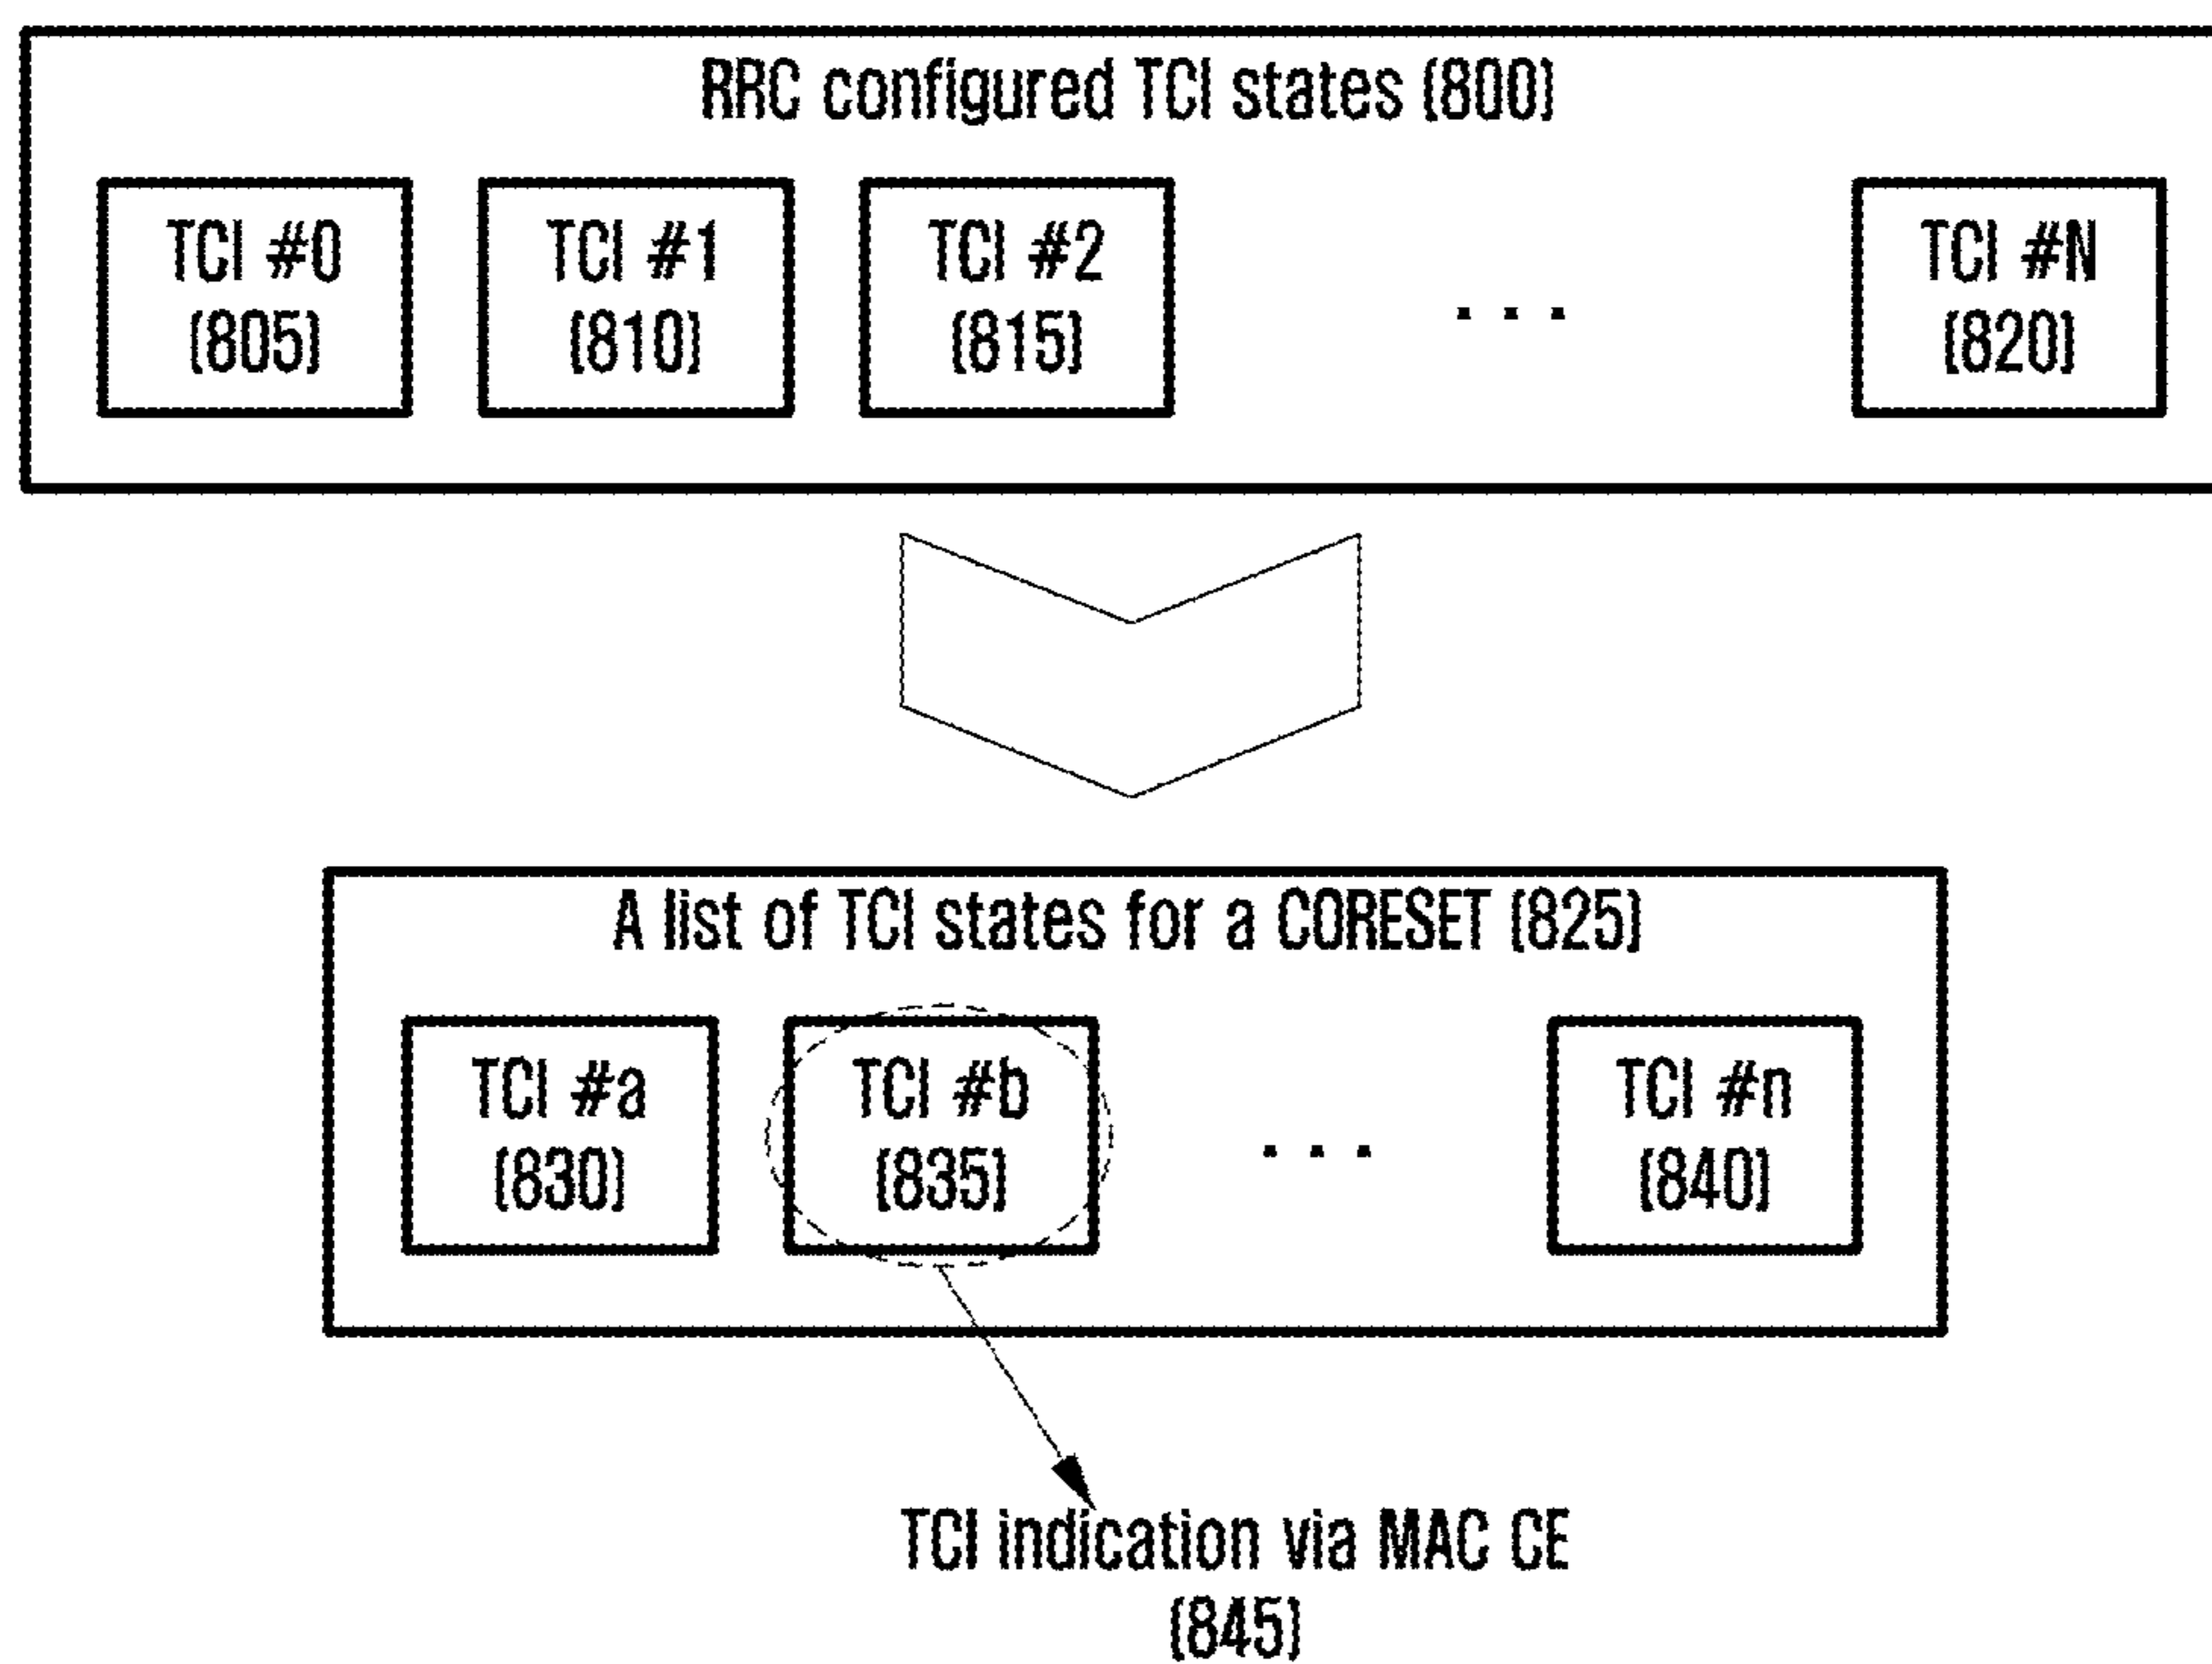 RRC configured TCI states (800)
TCI #0
(805)
TCI #1
(810)
TCI #2
(815)
. . .
TCI #N
(820)
A list of TCI states for a CORESET (825)
TCI #a
(830)
TCI #b
(835)
. . .
TCI #n
(840)
TCI indication via MAC CE
(845)